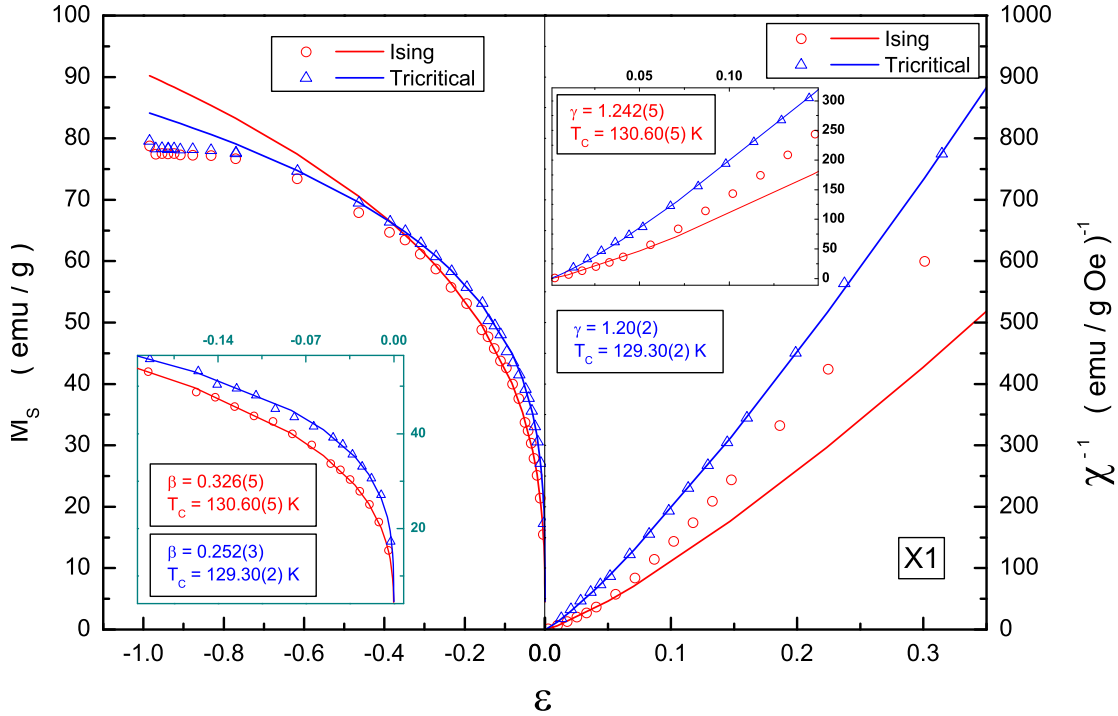 Ising
Tricritical
Ising
Tricritical
100
90
80
70
60
50
40
30
20
10
0
M_S ( emu / g )
-1.0
-0.8
-0.6
-0.4
-0.2
0.0
0.0
0.1
0.2
0.3
ε
1000
900
800
700
600
500
400
300
200
100
0
χ⁻¹ ( emu / g Oe )⁻¹
0.05
0.10
300
250
200
150
100
50
0
γ = 1.242(5)
T_C = 130.60(5) K
γ = 1.20(2)
T_C = 129.30(2) K
-0.14
-0.07
0.00
40
20
β = 0.326(5)
T_C = 130.60(5) K
β = 0.252(3)
T_C = 129.30(2) K
X1